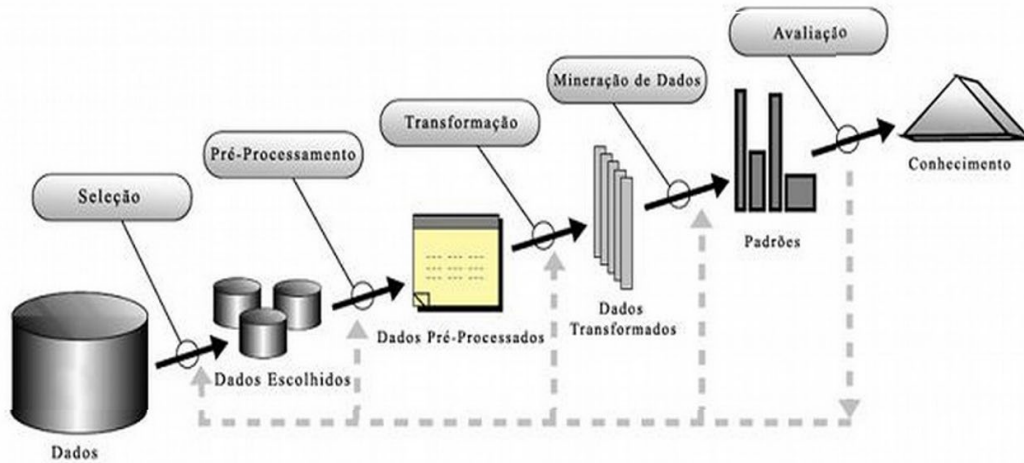 Avaliação
Mineração de Dados
Transformação
Pré-Processamento
Seleção
Conhecimento
Padrões
Dados
Transformados
Dados Pré-Processados
Dados Escolhidos
Dados